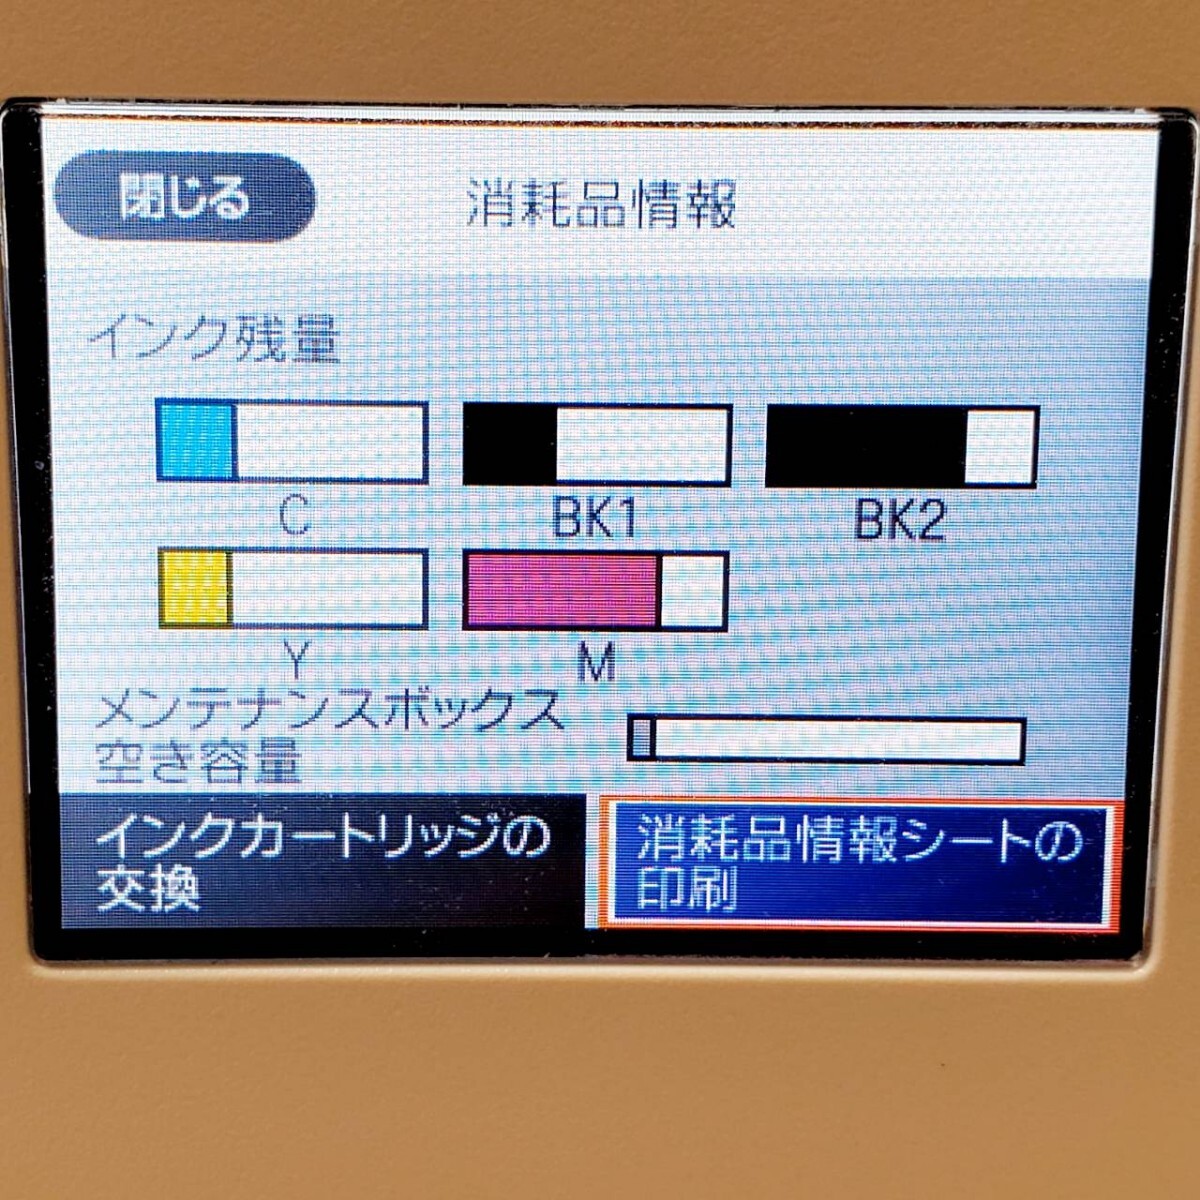 閉じる
消耗品情報
インク残量
C
BK1
BK2
Y
M
メンテナンスボックス
空き容量
インクカートリッジの
交換
消耗品情報シートの
印刷